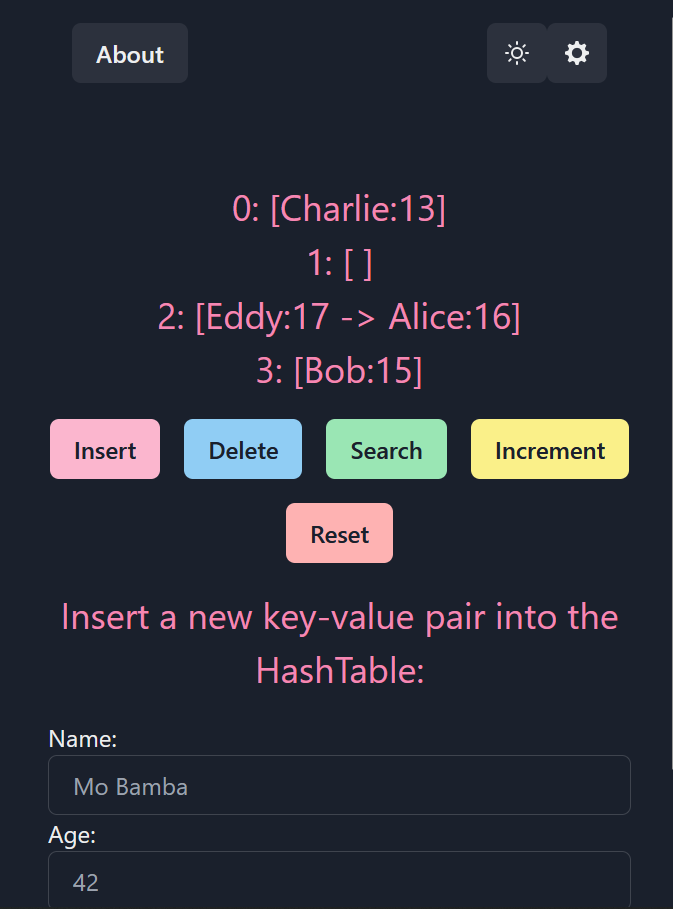 About
0: [Charlie:13]
1: [ ]
2: [Eddy:17 -> Alice:16]
3: [Bob:15]
Insert Delete Search Increment
Reset
Insert a new key-value pair into the
HashTable:
Name:
Mo Bamba
Age:
42